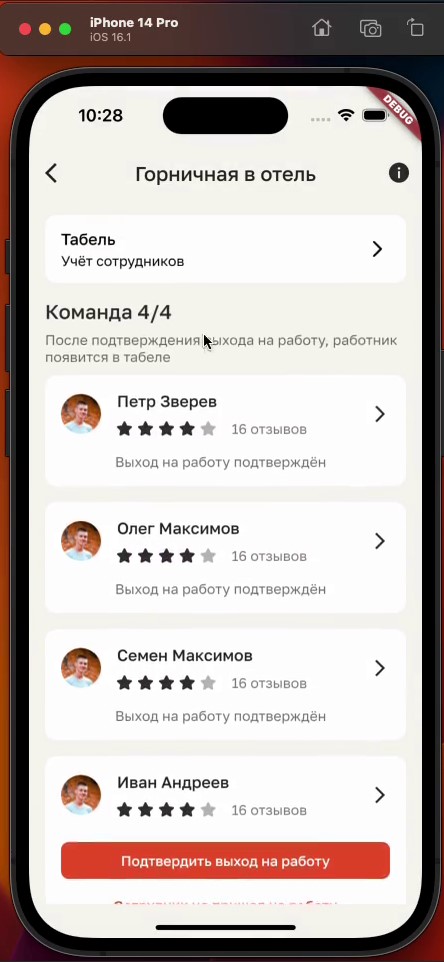 iPhone 14 Pro
iOS 16.1
10:28
DEBUG
Горничная в отель
Табель
Учёт сотрудников
Команда 4/4
После подтверждения выхода на работу, работник
появится в табеле
Петр Зверев
16 отзывов
Выход на работу подтверждён
Олег Максимов
16 отзывов
Выход на работу подтверждён
Семен Максимов
16 отзывов
Выход на работу подтверждён
Иван Андреев
16 отзывов
Подтвердить выход на работу